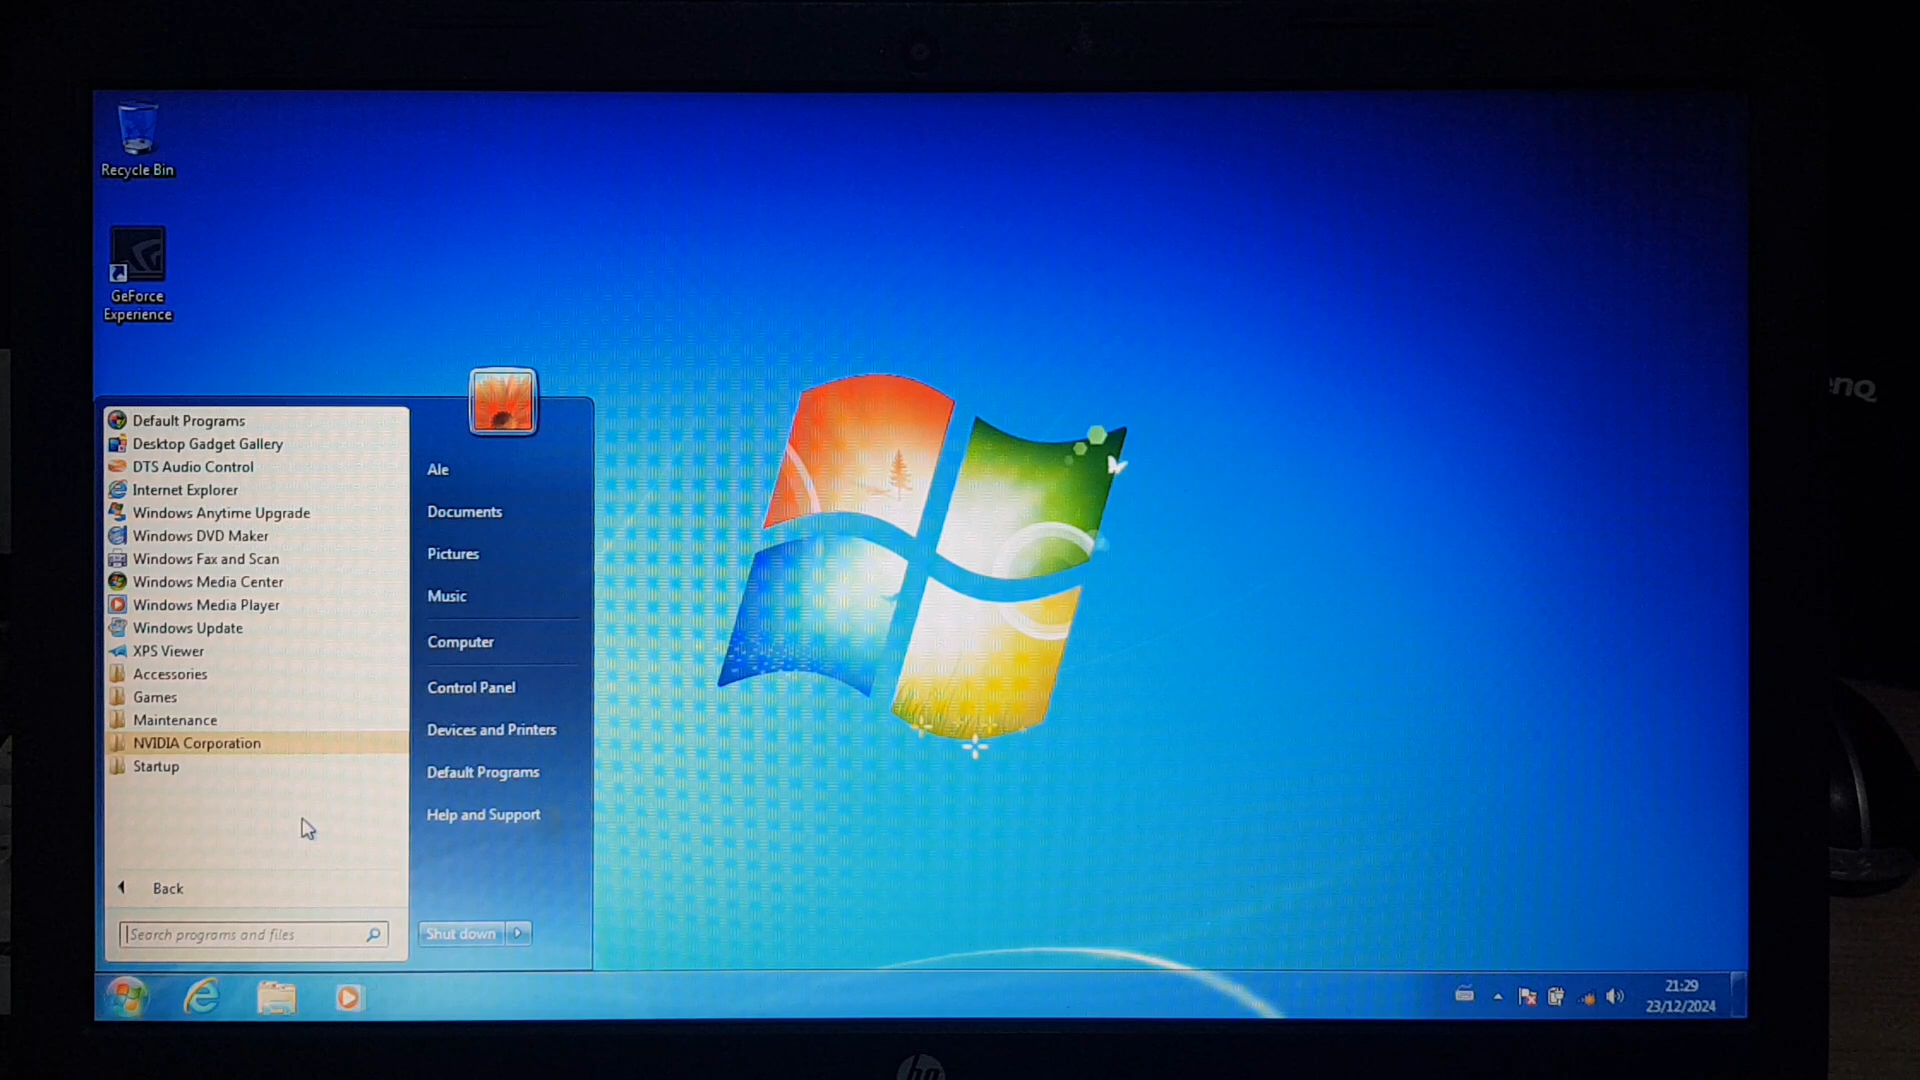 Recycle Bin
GeForce
Experience
Default Programs
Desktop Gadget Gallery
DTS Audio Control
Internet Explorer
Windows Anytime Upgrade
Windows DVD Maker
Windows Fax and Scan
Windows Media Center
Windows Media Player
Windows Update
XPS Viewer
Accessories
Games
Maintenance
NVIDIA Corporation
Startup
Back
Search programs and files
Ale
Documents
Pictures
Music
Computer
Control Panel
Devices and Printers
Default Programs
Help and Support
Shut down
21:29
23/12/2024
enQ
hp